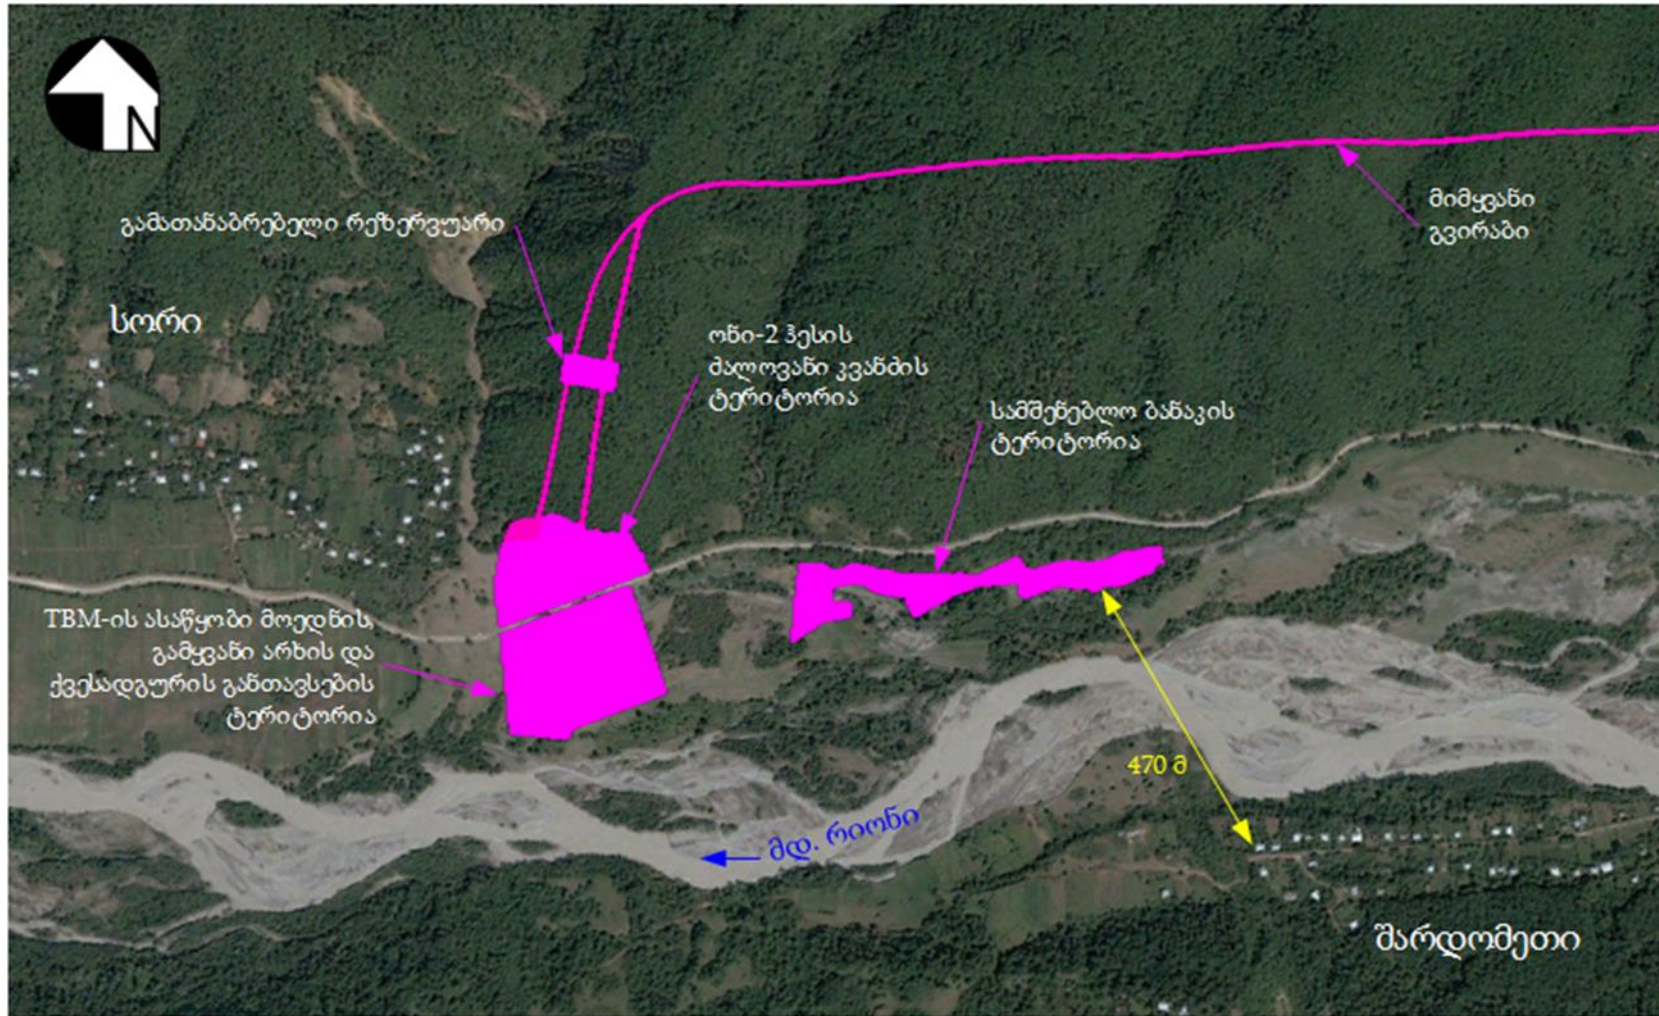 N
მიმყვანი
გვირაბი
გამათანაბრებელი რეზერვუარი
სორი
ონი-2 ჰესის
ძალოვანი კვანძის
ტერიტორია
სამშენებლო ბანაკის
ტერიტორია
TBM-ის ასაწყობი მოედნის,
გამყვანი არხის და
ქვესადგურის განთავსების
ტერიტორია
470 მ
მდ. რიონი
შარდომეთი